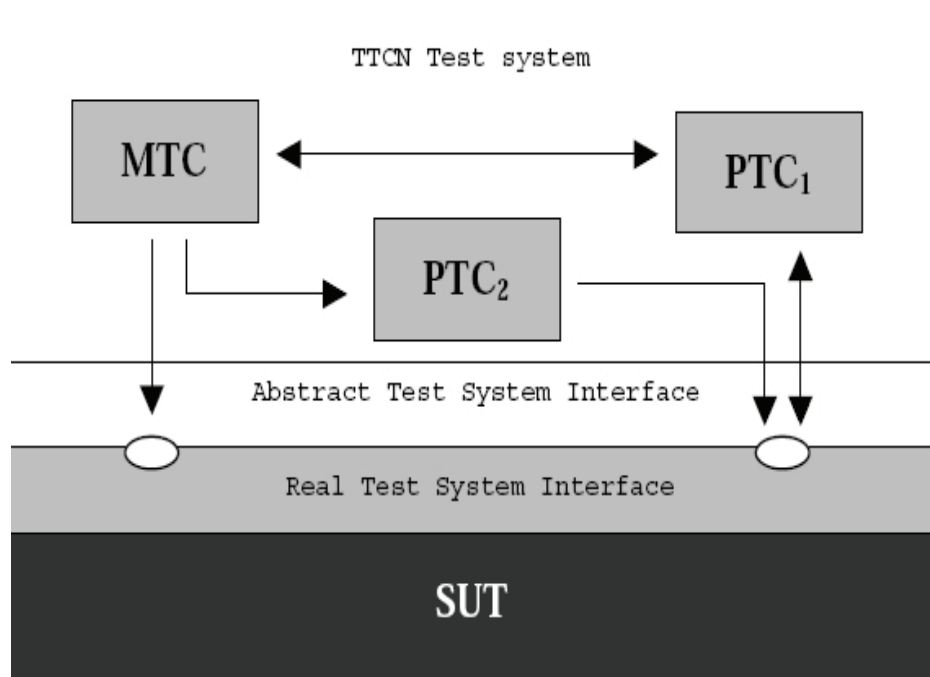 TTCN Test system
MTC
PTC₁
PTC₂
Abstract Test System Interface
Real Test System Interface
SUT